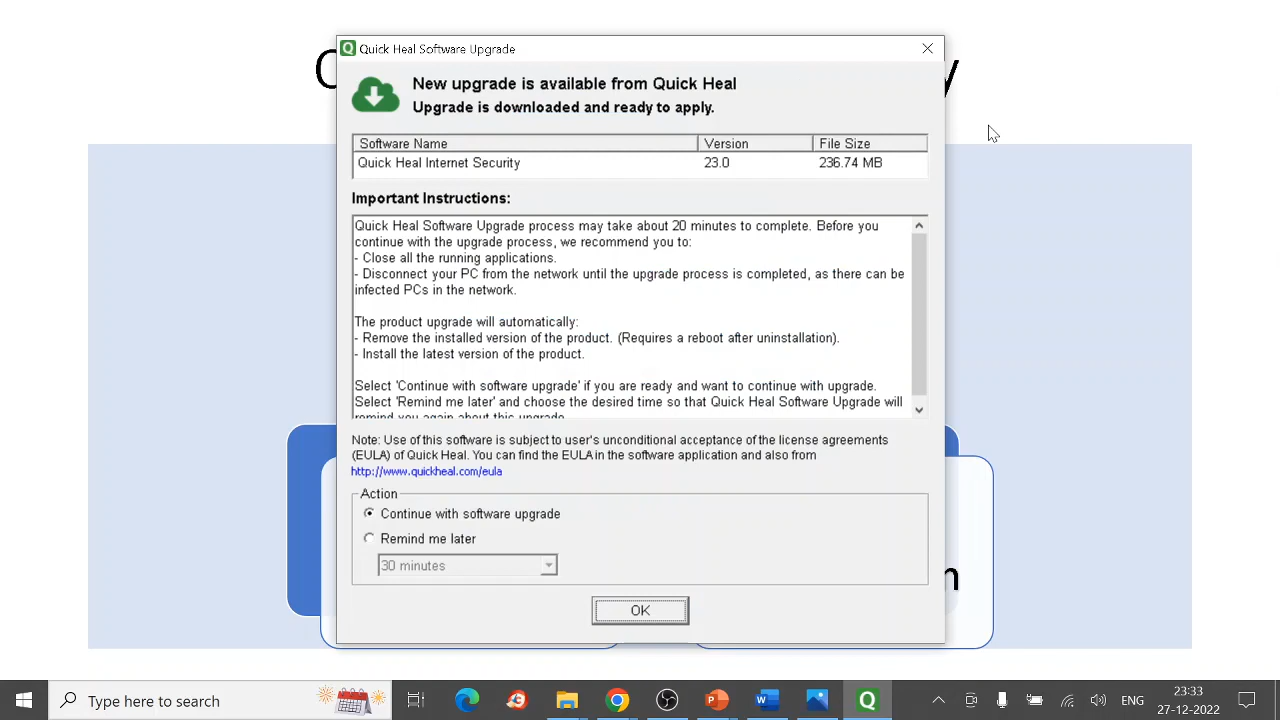 Quick Heal Software Upgrade
New upgrade is available from Quick Heal
Upgrade is downloaded and ready to apply.
Software Name Version File Size
Quick Heal Internet Security 23.0 236.74 MB
Important Instructions:
Quick Heal Software Upgrade process may take about 20 minutes to complete. Before you
continue with the upgrade process, we recommend you to:
- Close all the running applications.
- Disconnect your PC from the network until the upgrade process is completed, as there can be
infected PCs in the network.
The product upgrade will automatically:
- Remove the installed version of the product. (Requires a reboot after uninstallation).
- Install the latest version of the product.
Select 'Continue with software upgrade' if you are ready and want to continue with upgrade.
Select 'Remind me later' and choose the desired time so that Quick Heal Software Upgrade will
remind you again about this upgrade
Note: Use of this software is subject to user's unconditional acceptance of the license agreements
(EULA) of Quick Heal. You can find the EULA in the software application and also from
http://www.quickheal.com/eula
Action
Continue with software upgrade
Remind me later
30 minutes
OK
Type here to search
ENG
23:33
27-12-2022